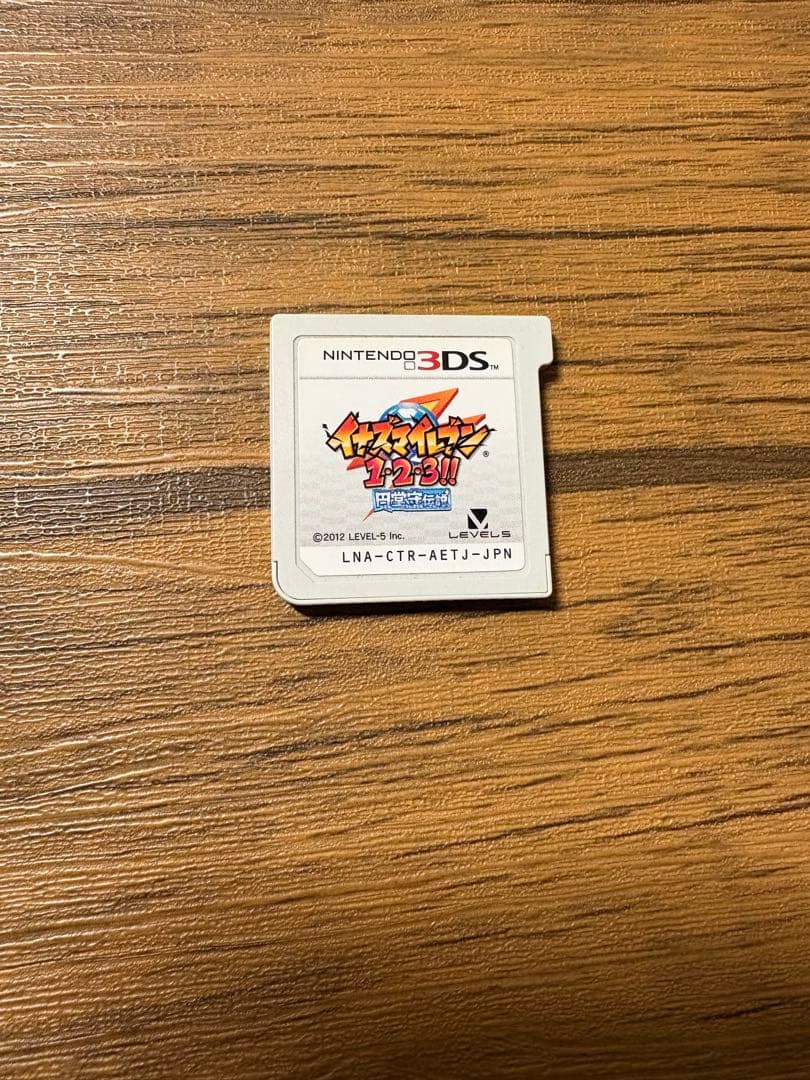 NINTENDO 3DS™
イナズマイレブン®
1・2・3!!
円堂守伝説
©2012 LEVEL-5 Inc.
LEVEL5
LNA-CTR-AETJ-JPN